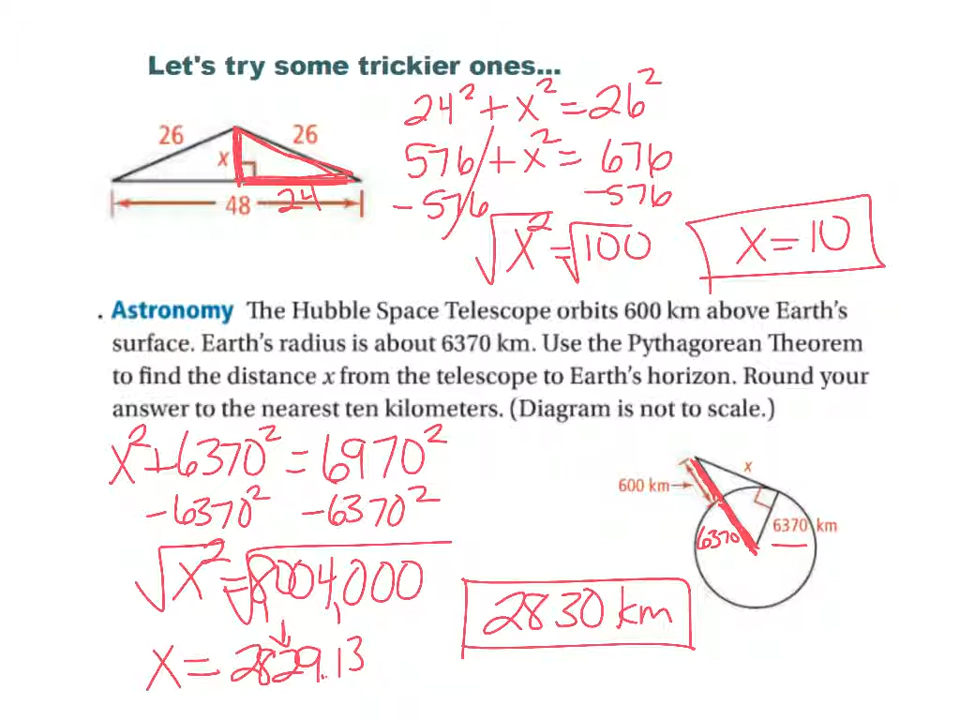 Let's try some trickier ones...
26 26
x
24
48
24² + x² = 26²
576 + x² = 676
-576 -576
√x² = √100
x = 10
. Astronomy The Hubble Space Telescope orbits 600 km above Earth's
surface. Earth's radius is about 6370 km. Use the Pythagorean Theorem
to find the distance x from the telescope to Earth's horizon. Round your
answer to the nearest ten kilometers. (Diagram is not to scale.)
x² + 6370² = 6970²
-6370² -6370²
√x² = √8,004,000
x = 2829.13
2830 km
x
600 km
6370 km
6370